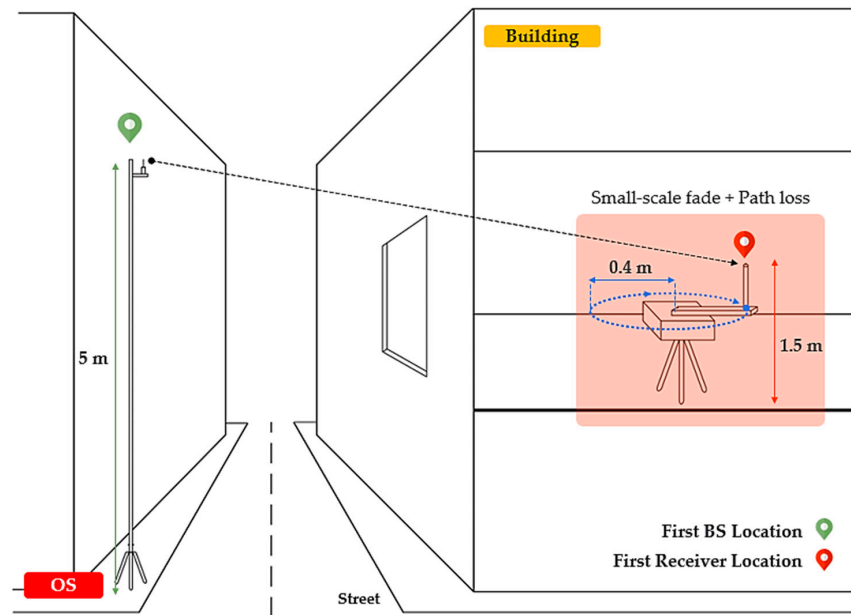 Building
Small-scale fade + Path loss
0.4 m
5 m
1.5 m
First BS Location
First Receiver Location
OS
Street